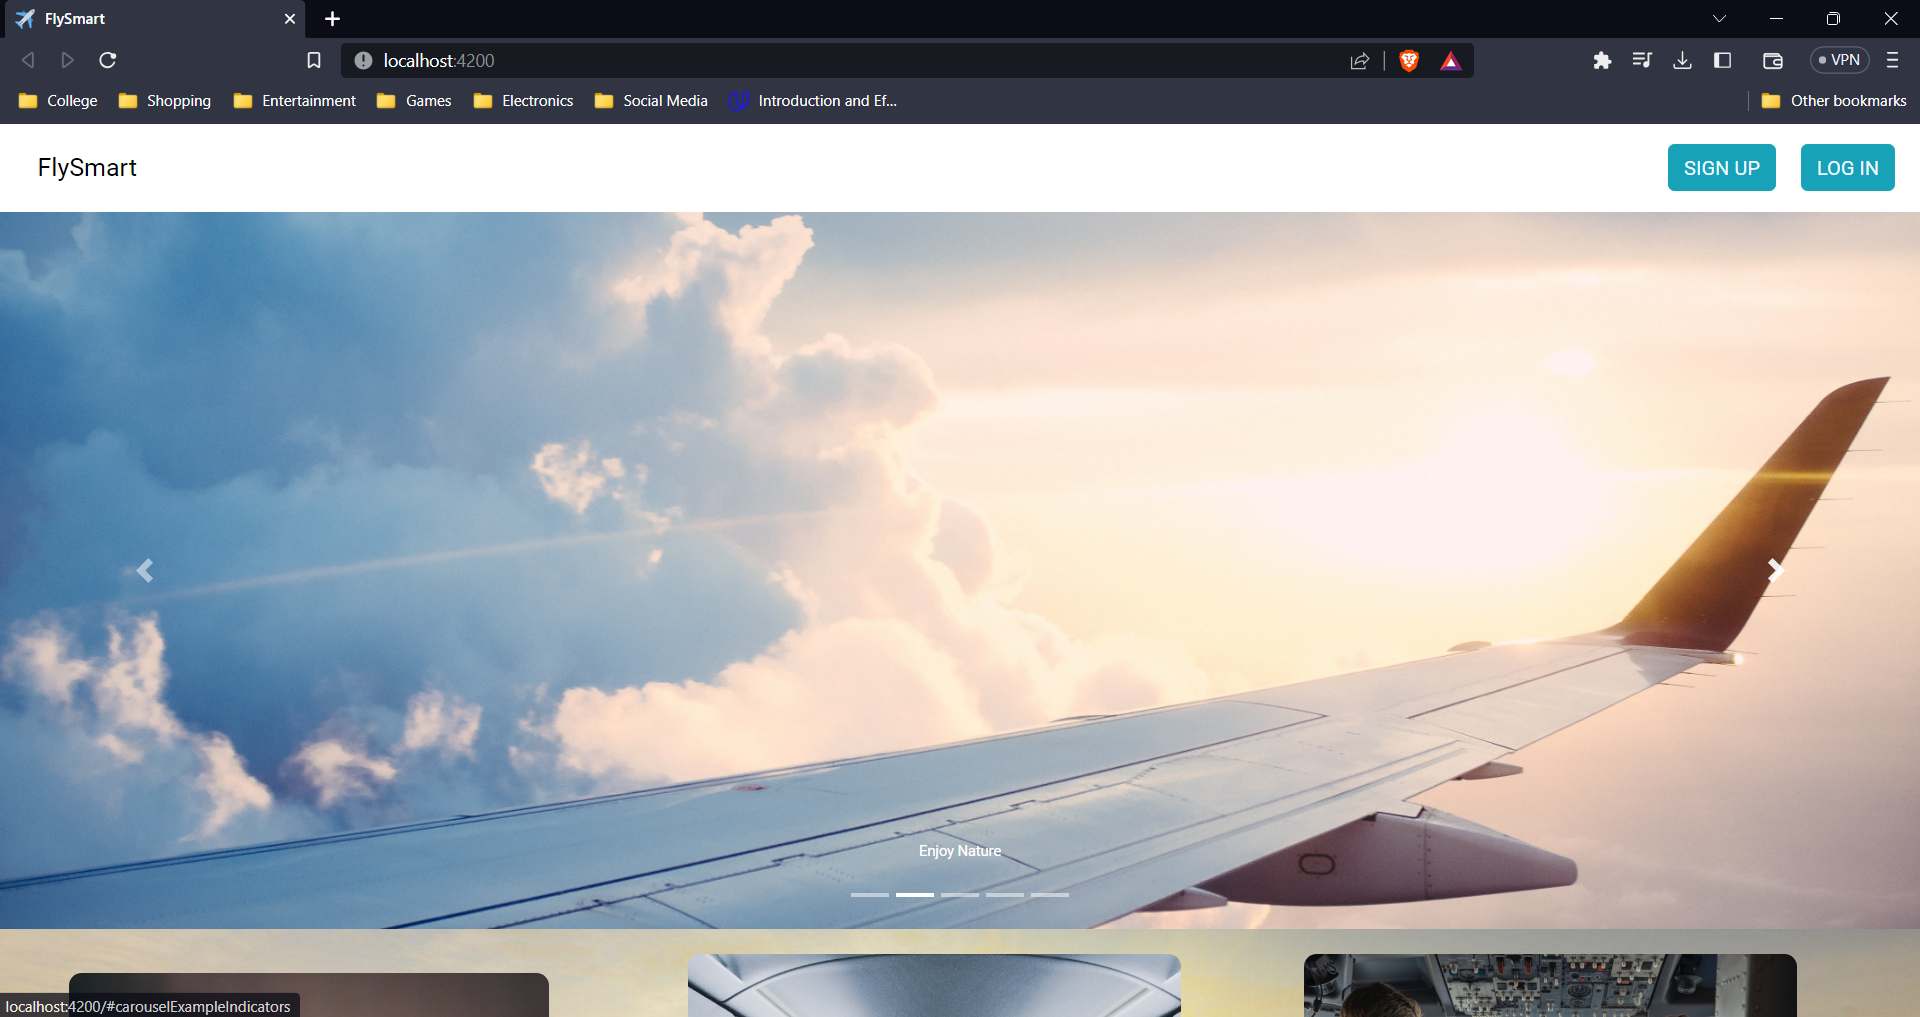 FlySmart
localhost:4200
VPN
College
Shopping
Entertainment
Games
Electronics
Social Media
Introduction and Ef...
Other bookmarks
FlySmart
SIGN UP
LOG IN
Enjoy Nature
localhost:4200/#carouselExampleIndicators